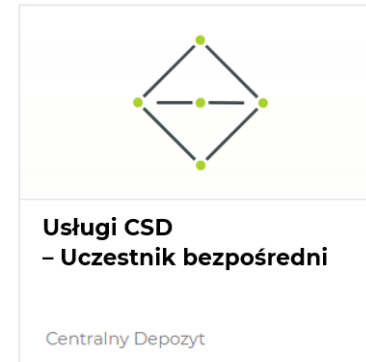 Usługi CSD
– Uczestnik bezpośredni
Centralny Depozyt